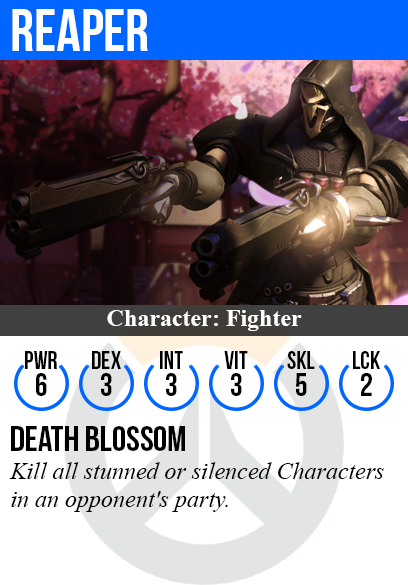 REAPER
Character: Fighter
PWR DEX INT VIT SKL LCK
6 3 3 3 5 2
DEATH BLOSSOM
Kill all stunned or silenced Characters
in an opponent's party.